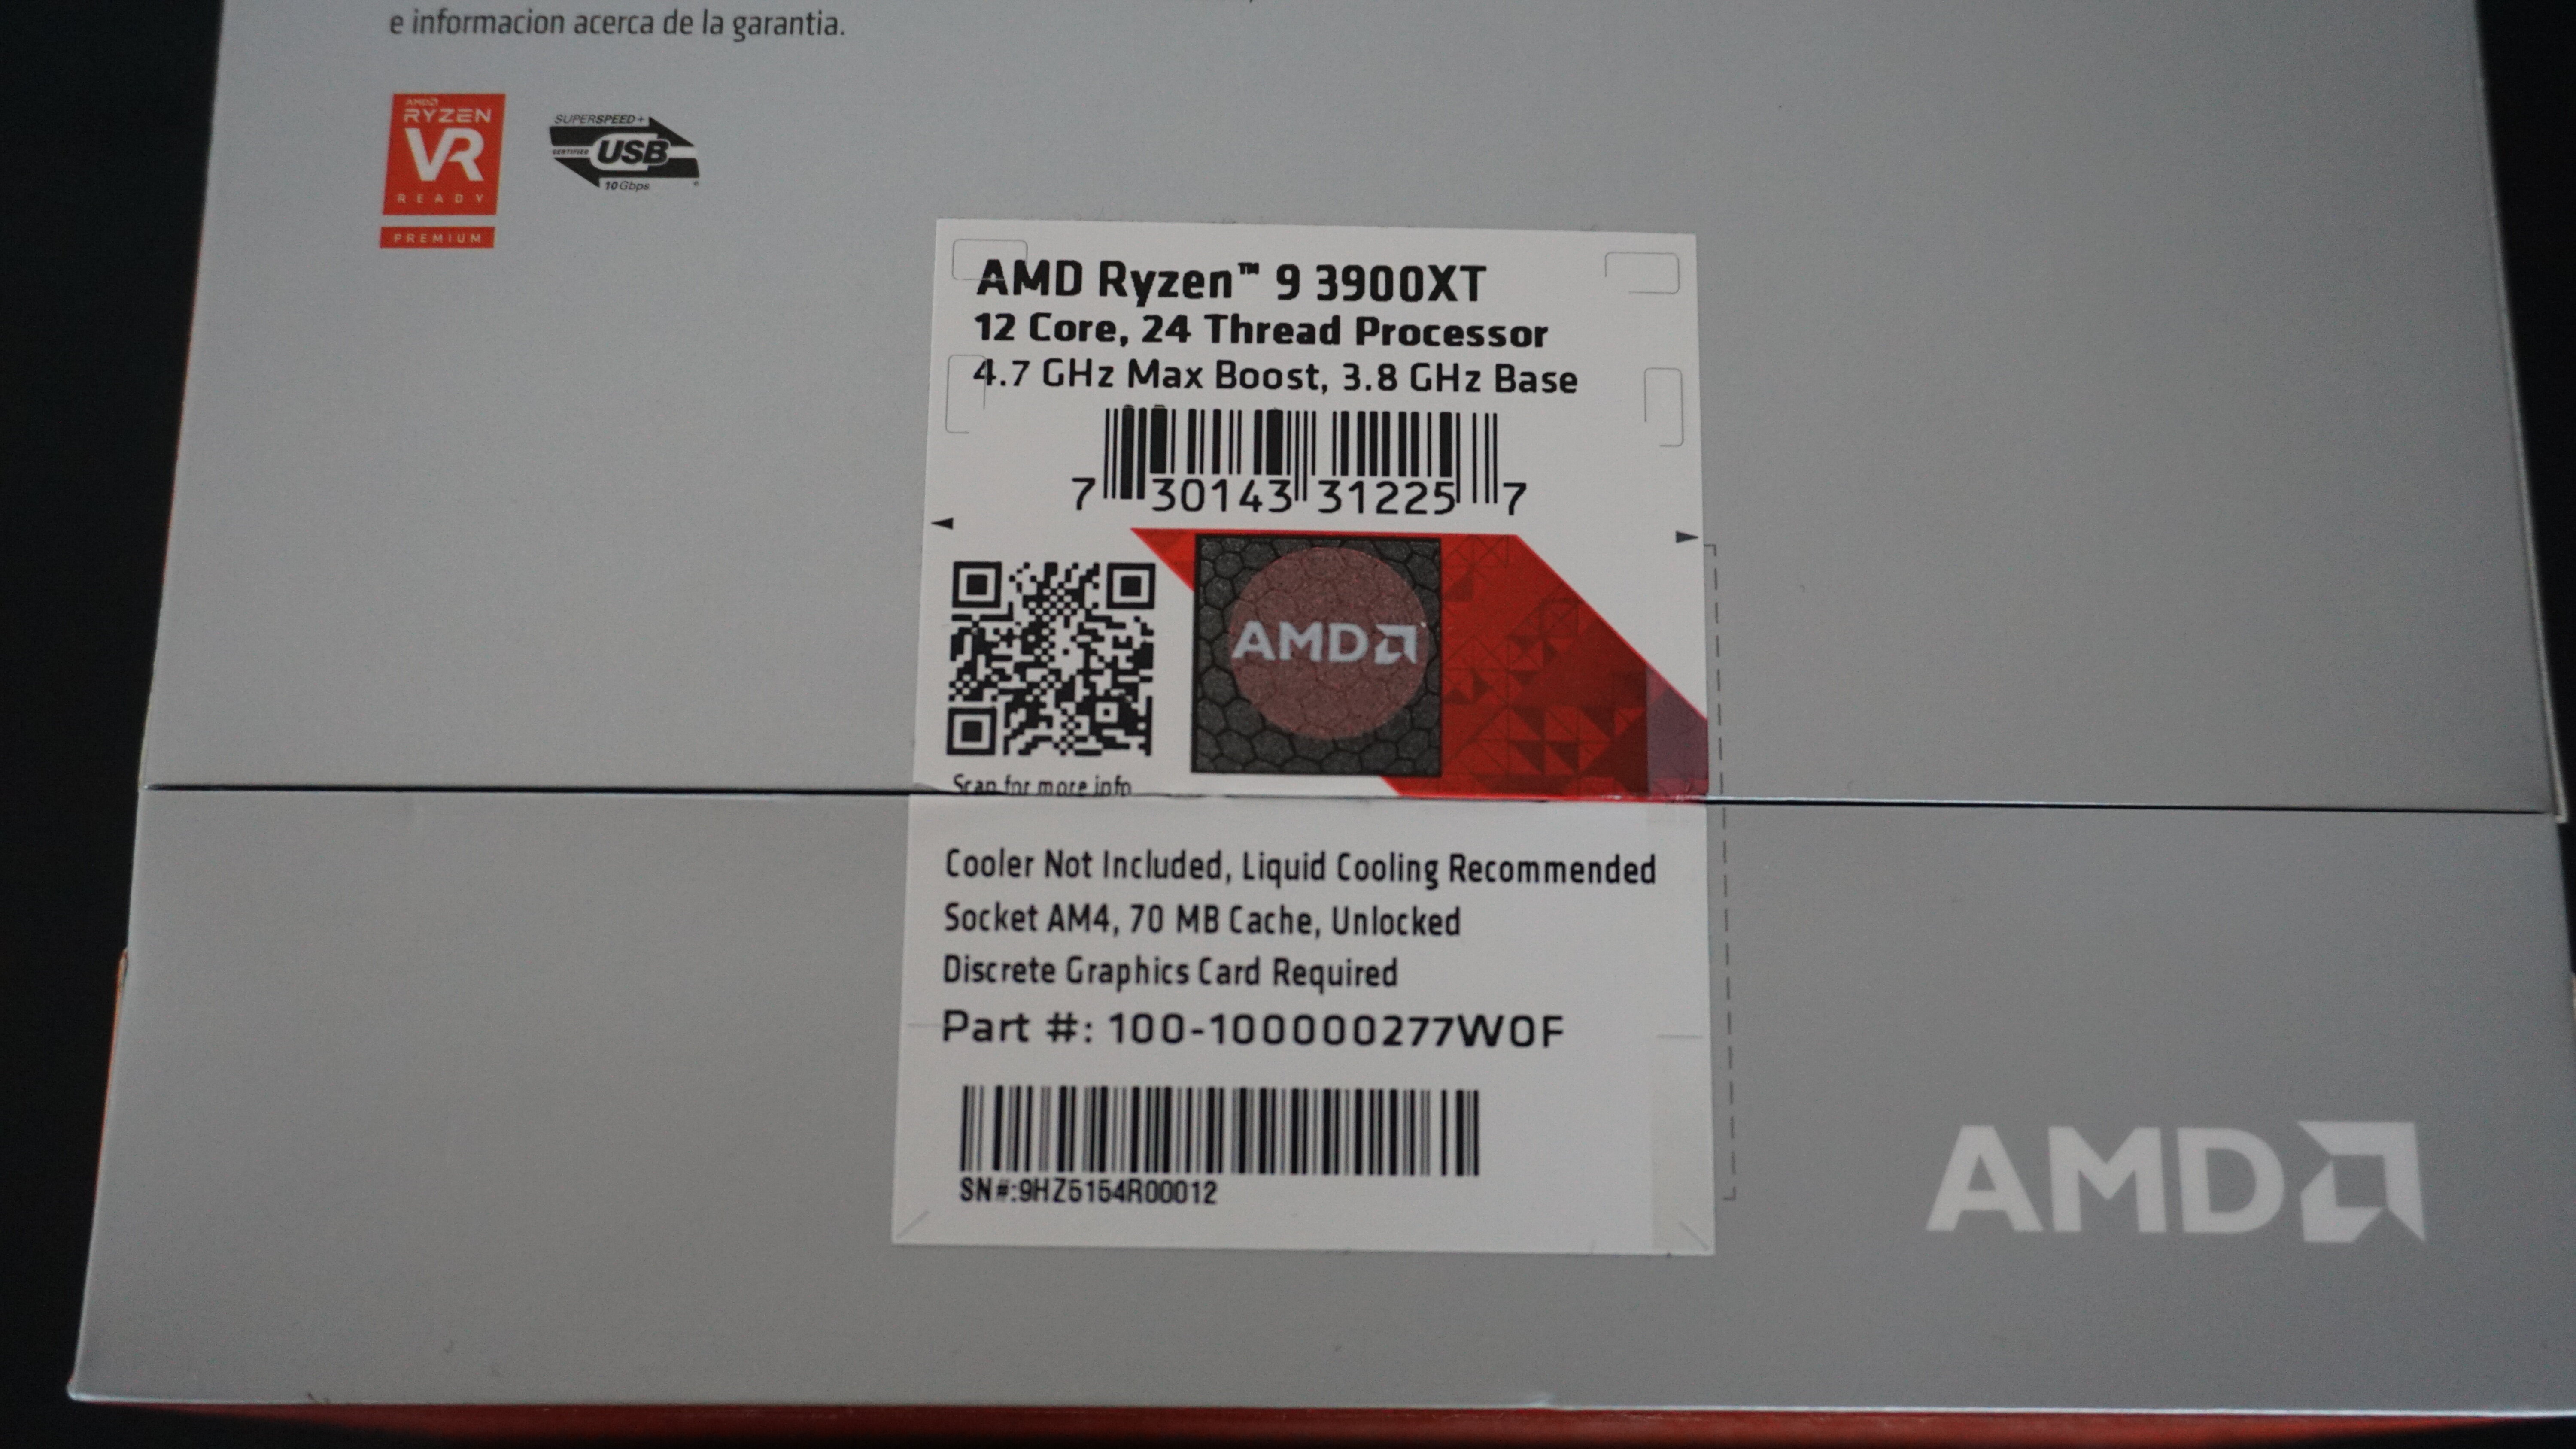 e informacion acerca de la garantia.
AMD
RYZEN
VR
READY
PREMIUM
SUPERSPEED+
CERTIFIED
USB
10Gbps
AMD Ryzen™ 9 3900XT
12 Core, 24 Thread Processor
4.7 GHz Max Boost, 3.8 GHz Base
7 30143 31225 7
AMD
Scan for more info
Cooler Not Included, Liquid Cooling Recommended
Socket AM4, 70 MB Cache, Unlocked
Discrete Graphics Card Required
Part #: 100-100000277WOF
SN#:9HZ5154R00012
AMD